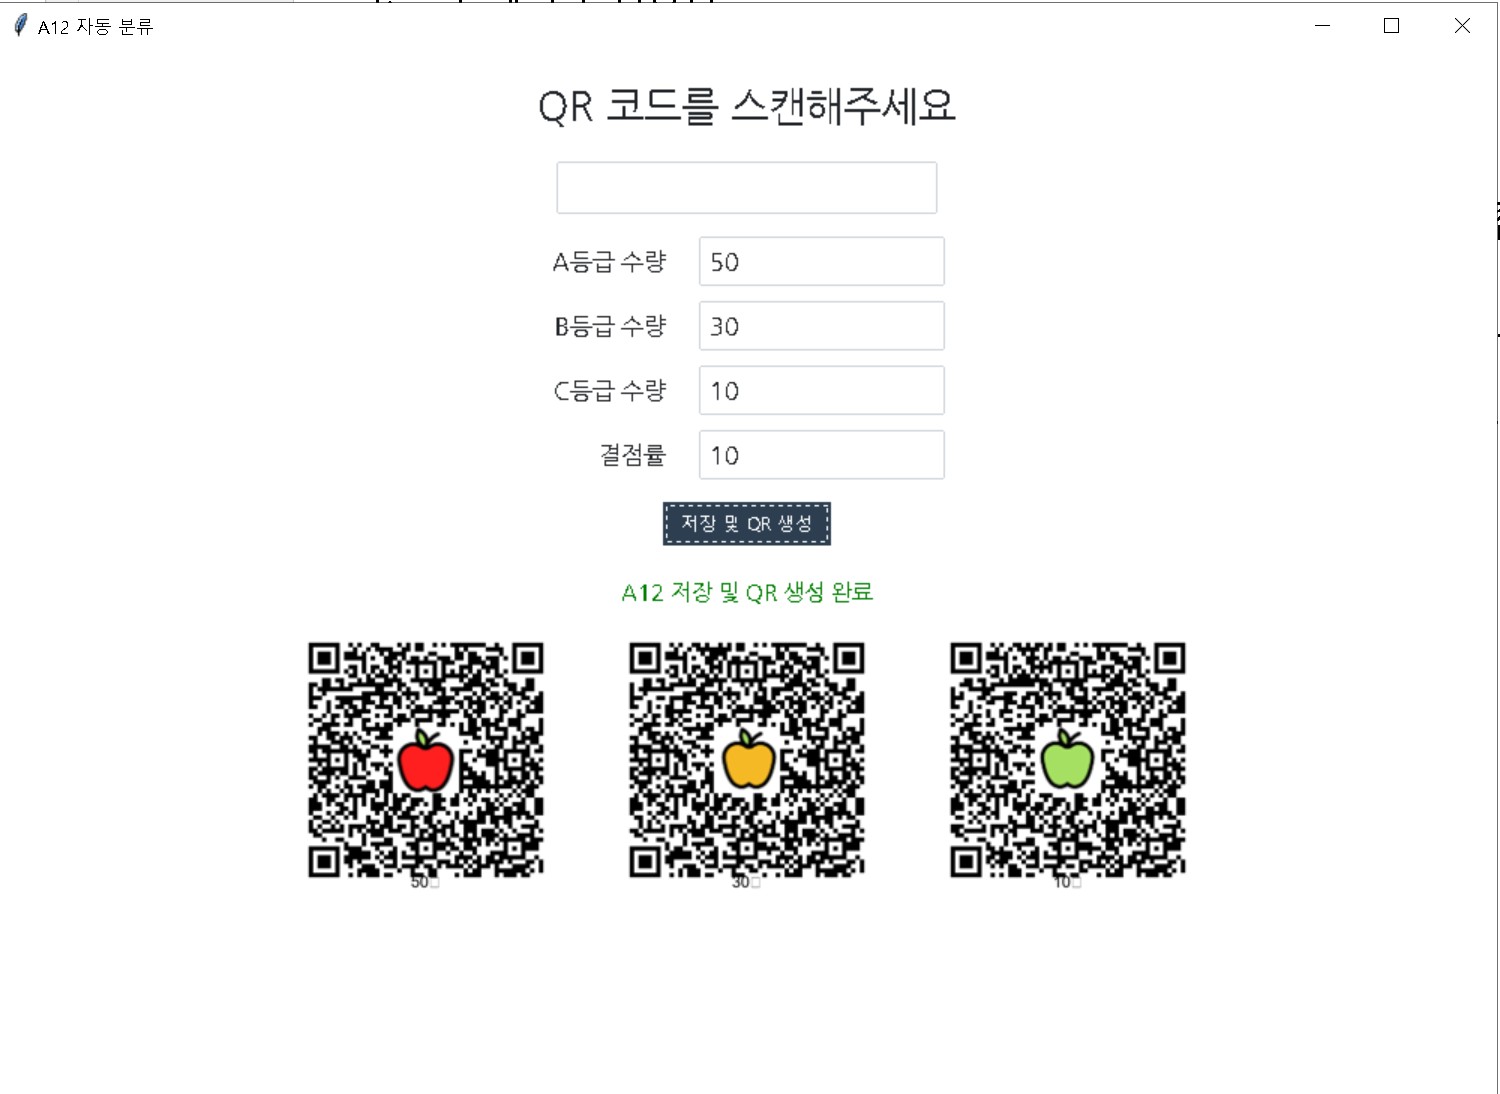 A12 자동 분류
QR 코드를 스캔해주세요
A등급 수량 50
B등급 수량 30
C등급 수량 10
결점률 10
저장 및 QR 생성
A12 저장 및 QR 생성 완료
50□ 30□ 10□